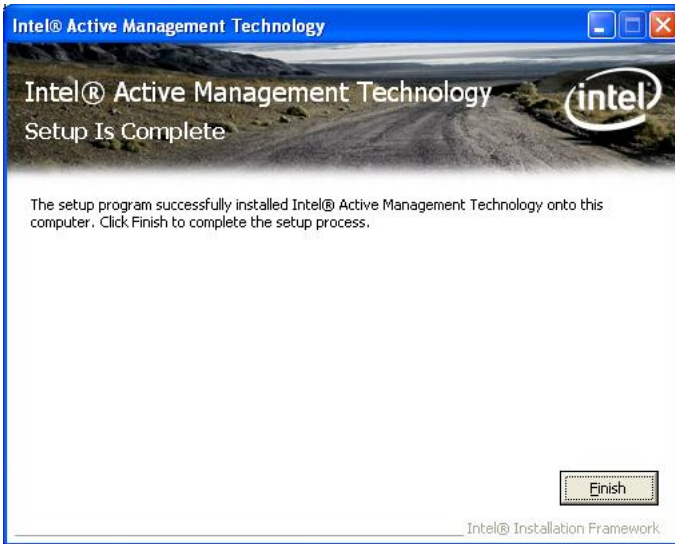 Intel® Active Management Technology
Intel® Active Management Technology
intel
Setup Is Complete
The setup program successfully installed Intel® Active Management Technology onto this
computer. Click Finish to complete the setup process.
Finish
Intel® Installation Framework